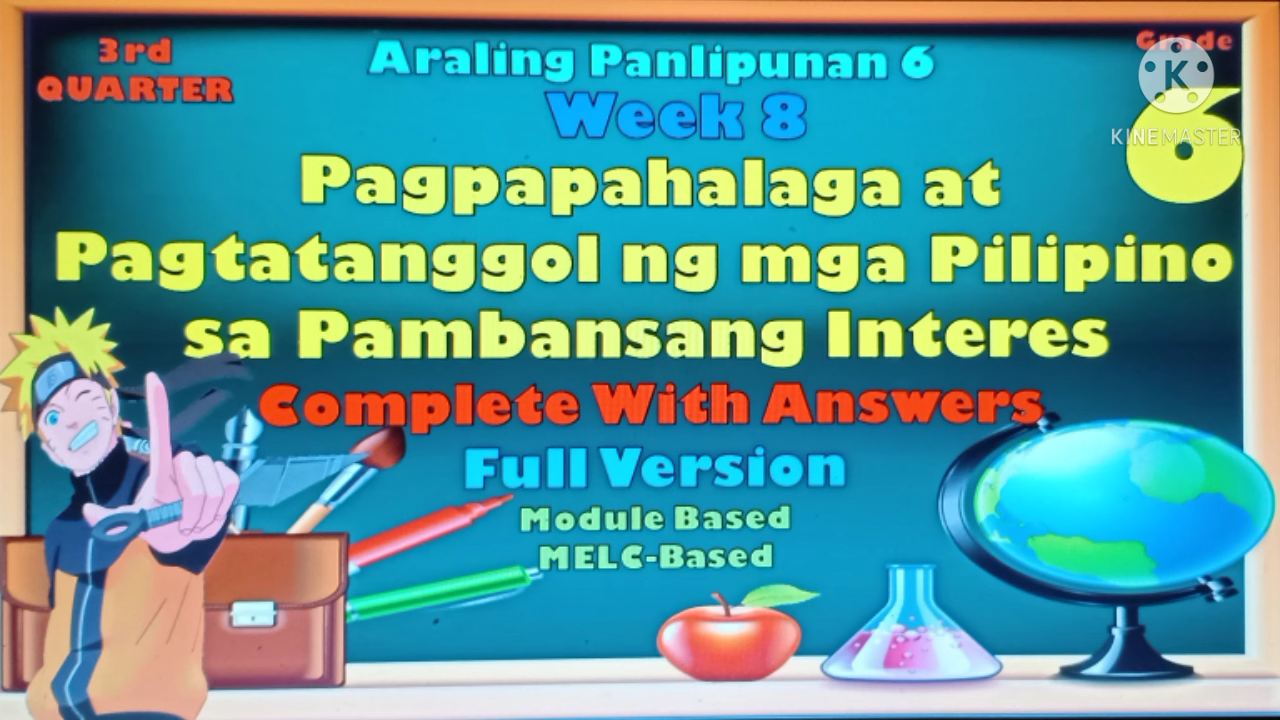 3rd
QUARTER
Araling Panlipunan 6
Week 8
Grade
6
KINEMASTER
Pagpapahalaga at
Pagtatanggol ng mga Pilipino
sa Pambansang Interes
Complete With Answers
Full Version
Module Based
MELC-Based